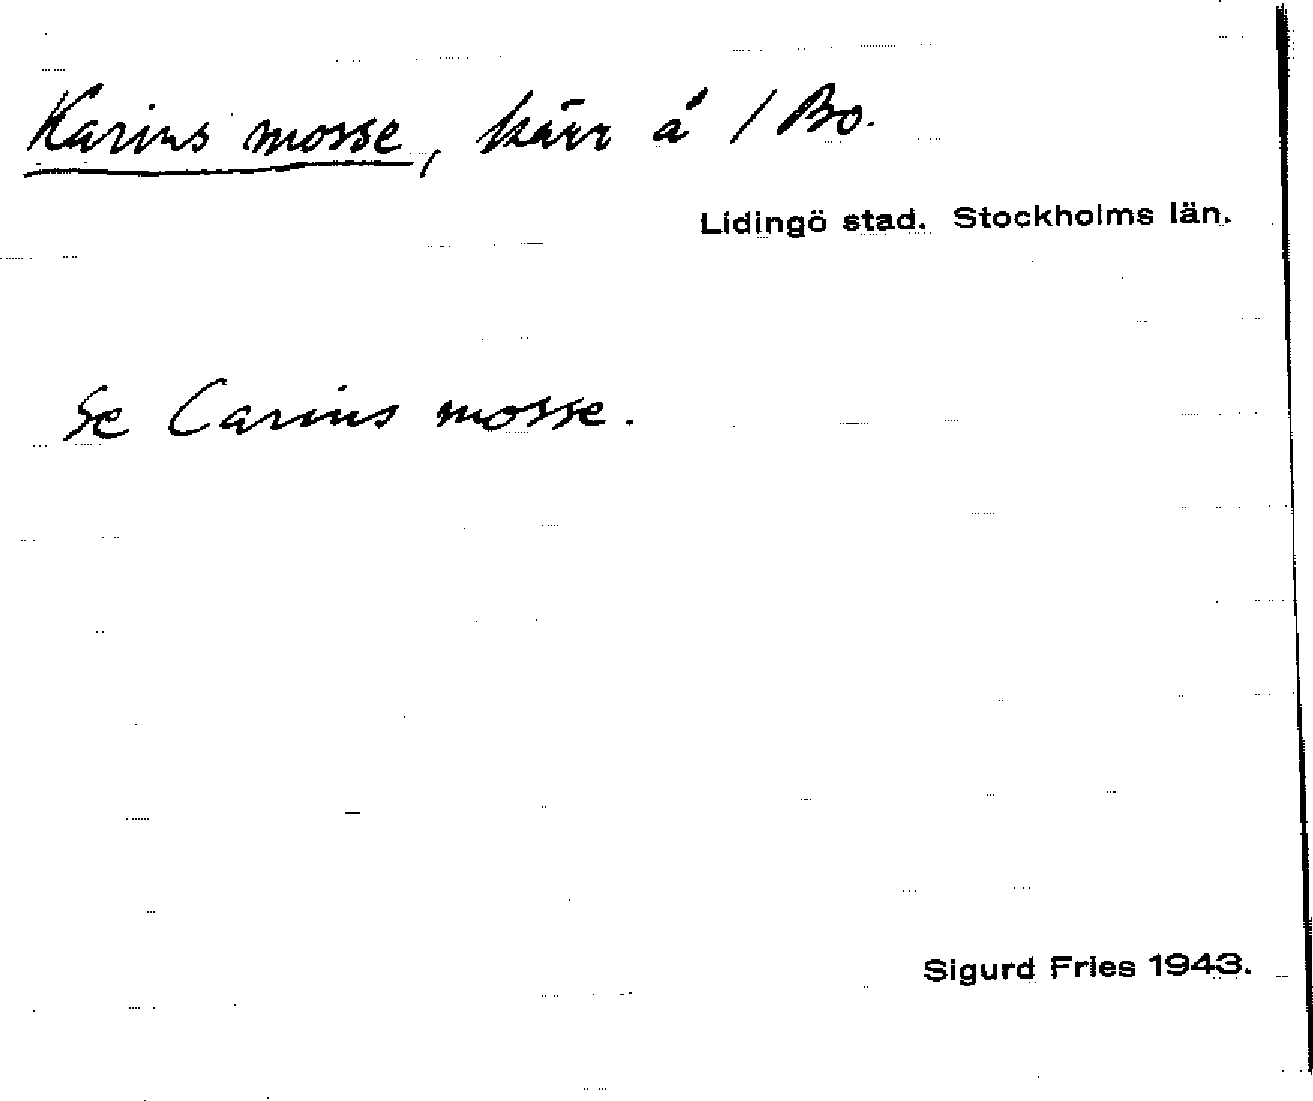 Karins mosse, kärr å 1 Bo.
Lidingö stad. Stockholms län.
Se Carins mosse.
Sigurd Fries 1943.